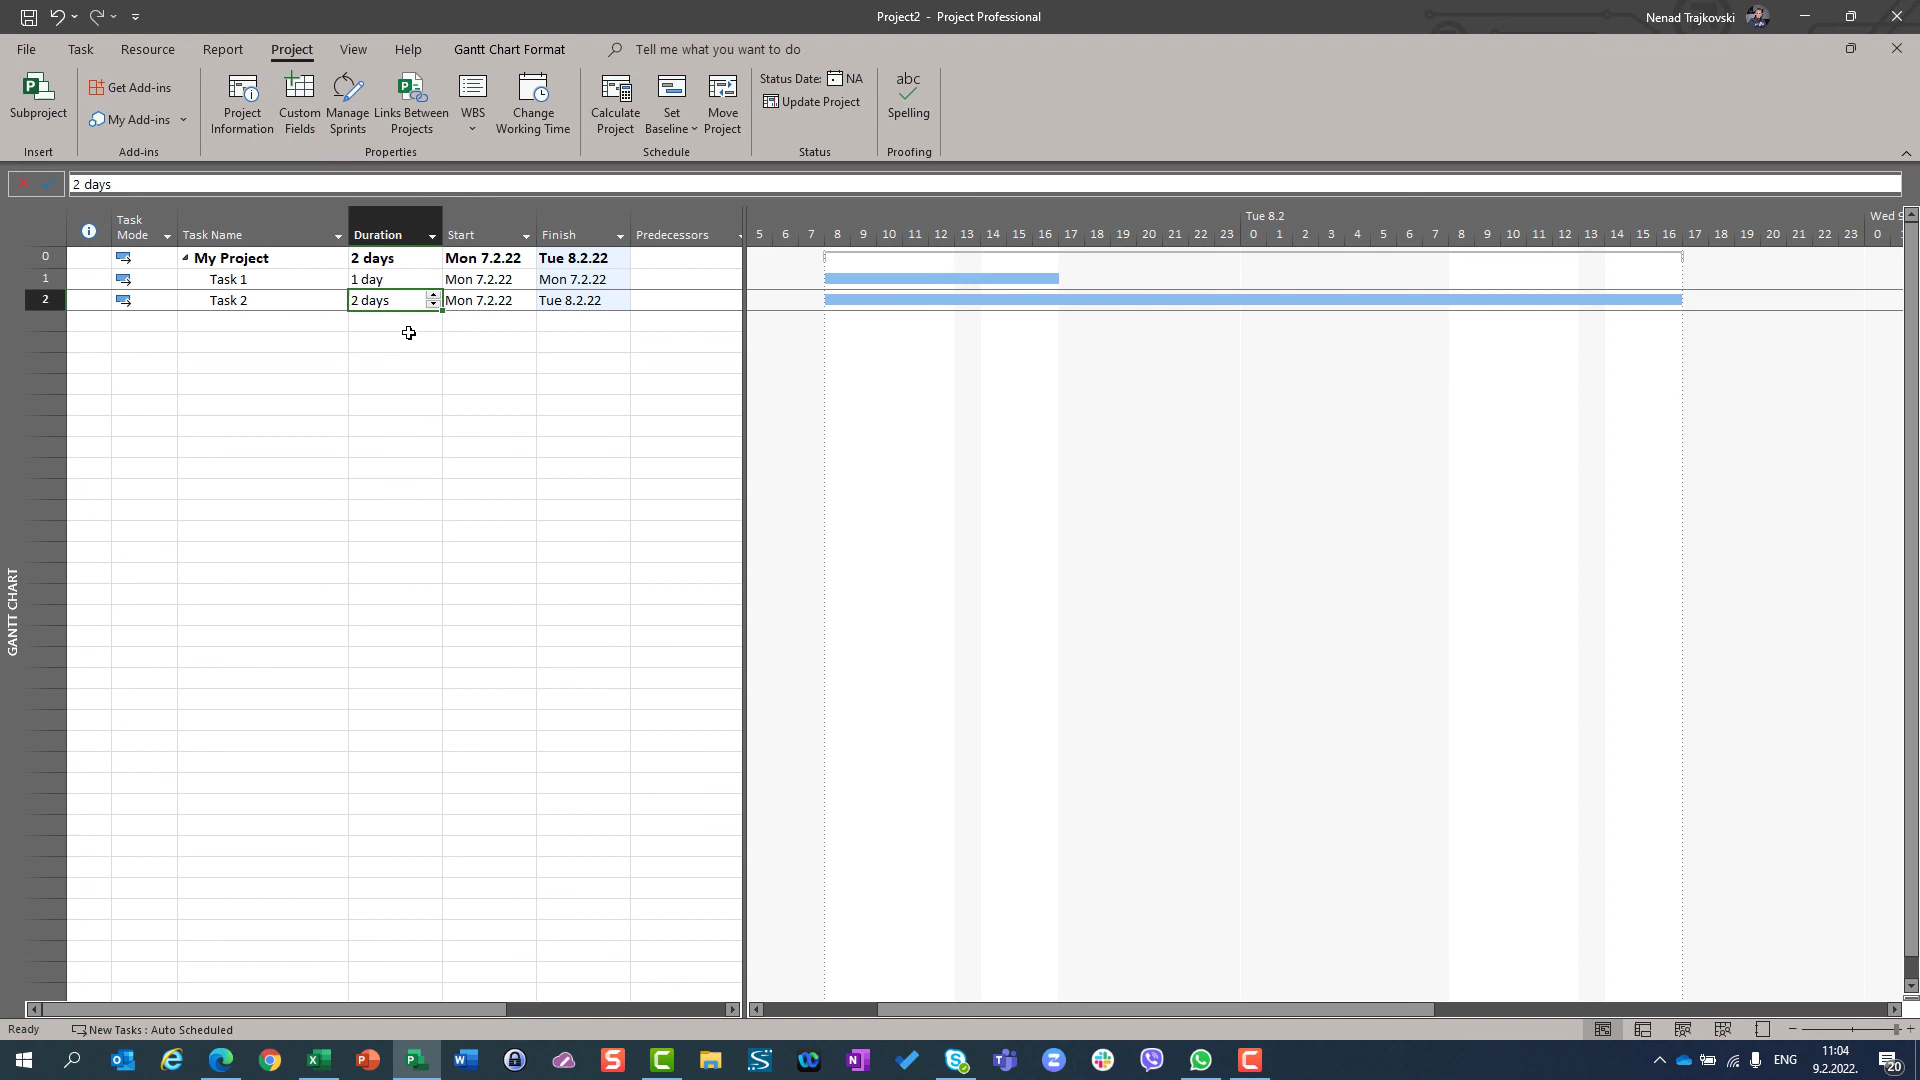 Project2 - Project Professional
Nenad Trajkovski
File Task Resource Report Project View Help Gantt Chart Format Tell me what you want to do
Subproject
Insert
Get Add-ins
My Add-ins
Add-ins
Project Information
Custom Fields
Manage Sprints
Links Between Projects
WBS
Change Working Time
Properties
Calculate Project
Set Baseline
Move Project
Schedule
Status Date: NA
Update Project
Status
abc
Spelling
Proofing
2 days
Task Mode Task Name Duration Start Finish Predecessors
Tue 8.2 Wed 9
5 6 7 8 9 10 11 12 13 14 15 16 17 18 19 20 21 22 23 0 1 2 3 4 5 6 7 8 9 10 11 12 13 14 15 16 17 18 19 20 21 22 23 0
0 My Project 2 days Mon 7.2.22 Tue 8.2.22
1 Task 1 1 day Mon 7.2.22 Mon 7.2.22
2 Task 2 2 days Mon 7.2.22 Tue 8.2.22
GANTT CHART
Ready New Tasks : Auto Scheduled
ENG
11:04
9.2.2022.
20